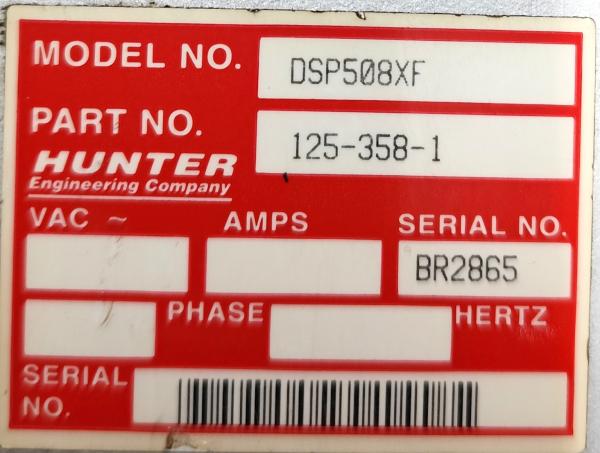 MODEL NO. DSP508XF
PART NO. 125-358-1
HUNTER
Engineering Company
VAC ~ AMPS SERIAL NO.
BR2865
PHASE HERTZ
SERIAL
NO.